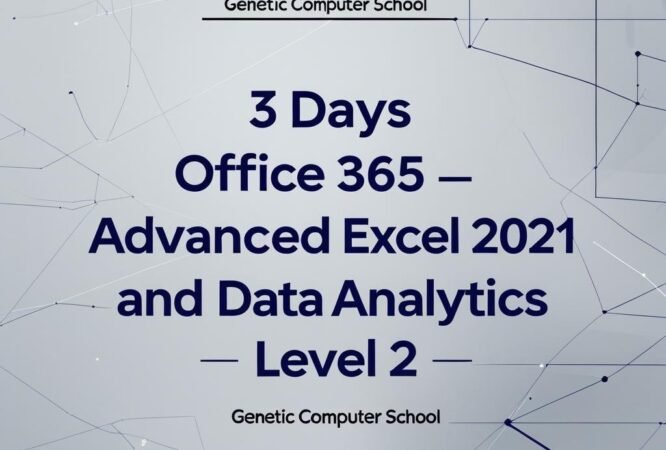 Genetic Computer School
3 Days
Office 365 –
Advanced Excel 2021
and Data Analytics
— Level 2 —
Genetic Computer School